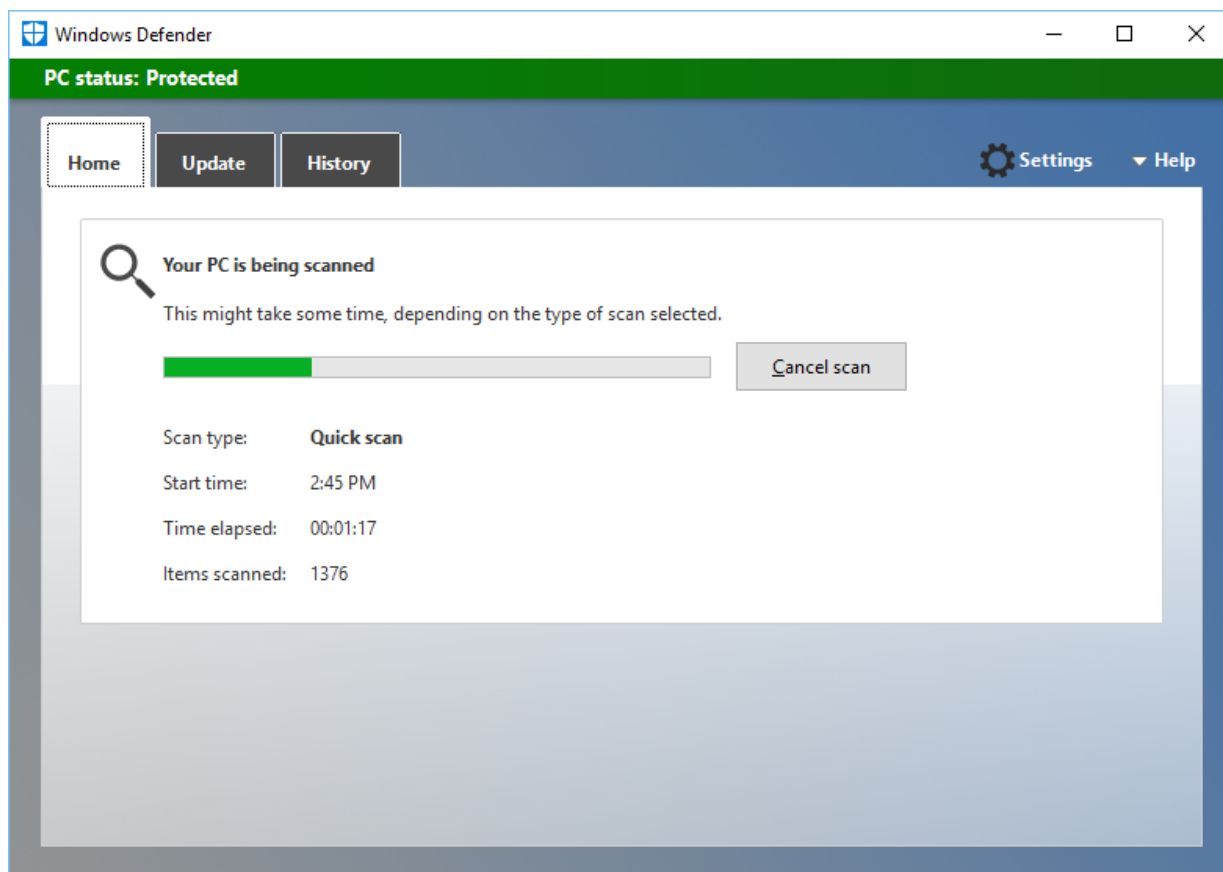 Windows Defender
PC status: Protected
Home Update History Settings Help
Your PC is being scanned
This might take some time, depending on the type of scan selected.
Cancel scan
Scan type: Quick scan
Start time: 2:45 PM
Time elapsed: 00:01:17
Items scanned: 1376